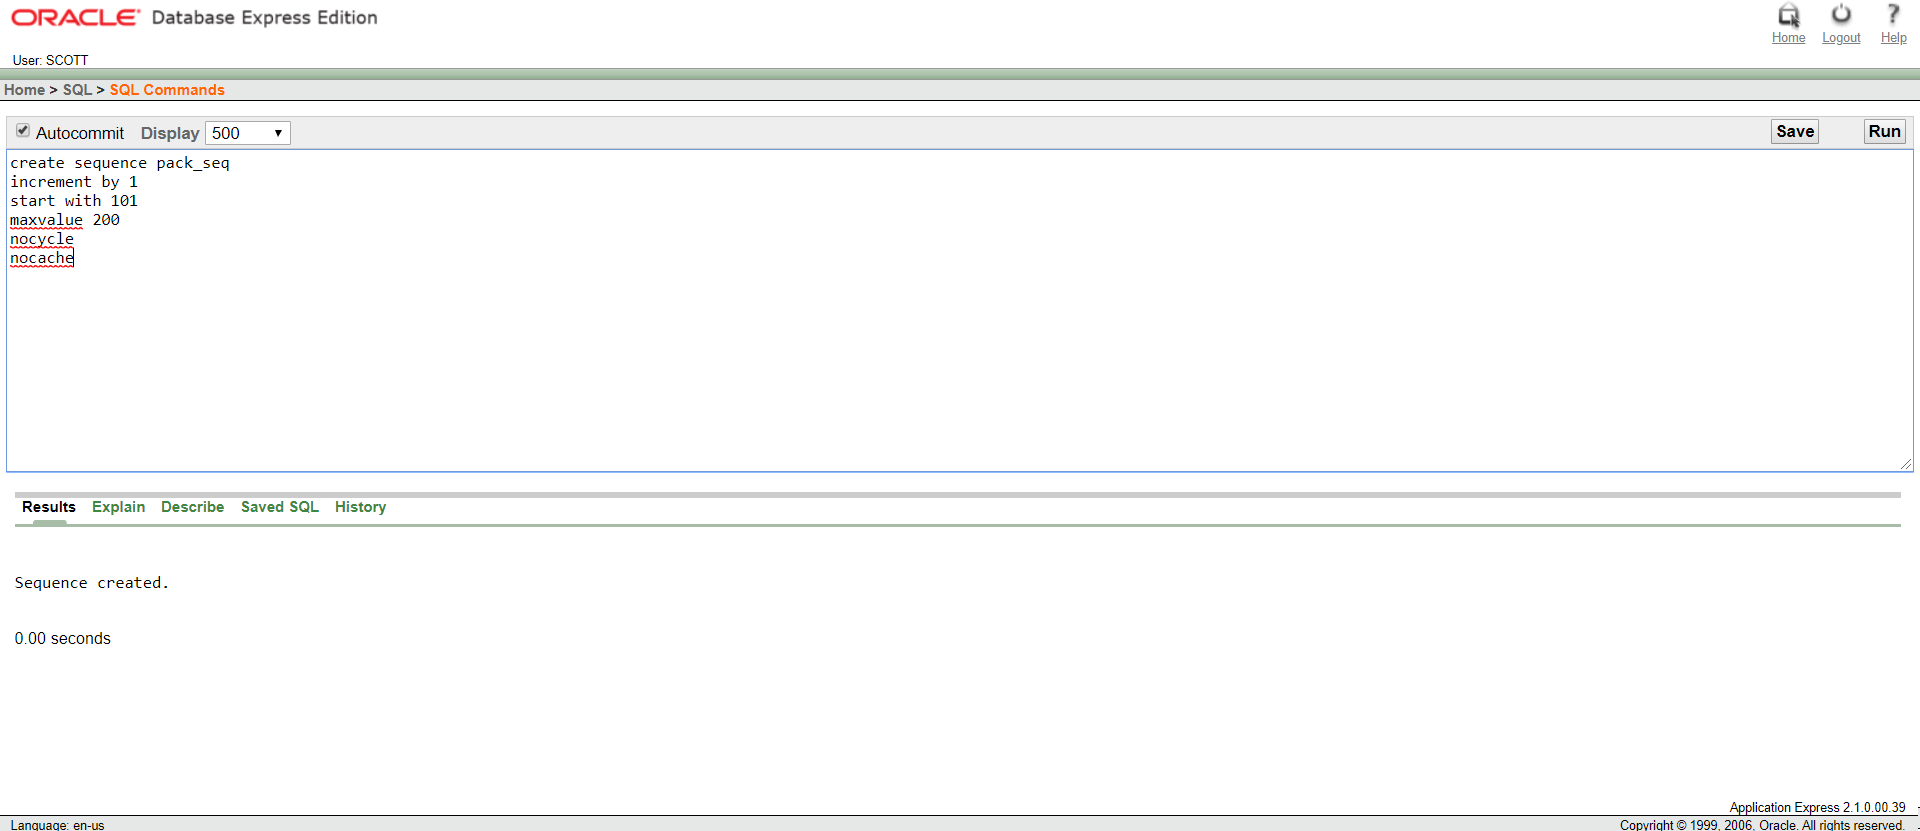 ORACLE Database Express Edition
Home Logout Help
User: SCOTT
Home > SQL > SQL Commands
Autocommit Display 500 Save Run
create sequence pack_seq
increment by 1
start with 101
maxvalue 200
nocycle
nocache
Results Explain Describe Saved SQL History
Sequence created.
0.00 seconds
Application Express 2.1.0.00.39
Language: en-us Copyright © 1999, 2006, Oracle. All rights reserved.